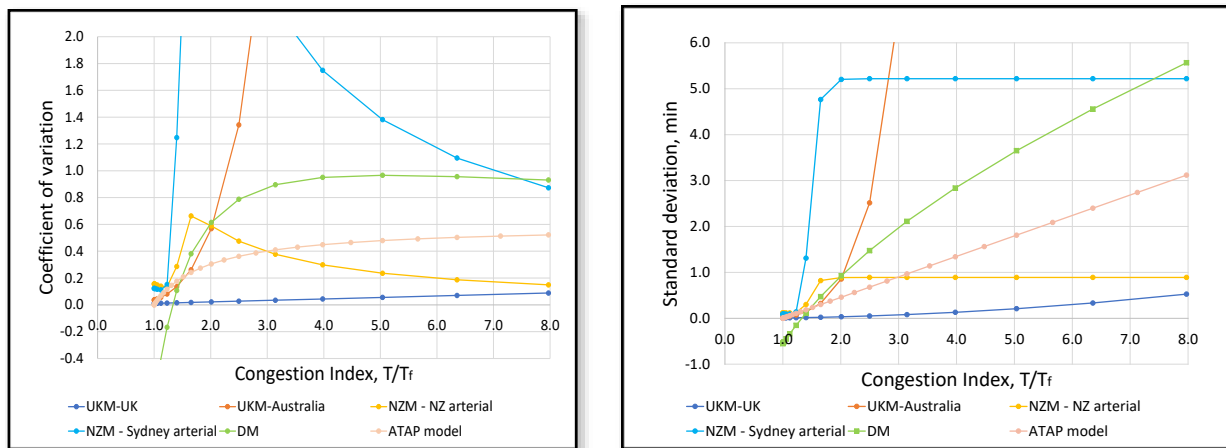 2.0
1.8
1.6
1.4
1.2
1.0
0.8
0.6
0.4
0.2
0.0
-0.2
-0.4
Coefficient of variation
0.0 1.0 2.0 3.0 4.0 5.0 6.0 7.0 8.0
Congestion Index, T/Tf
UKM-UK UKM-Australia NZM - NZ arterial
NZM - Sydney arterial DM ATAP model
6.0
5.0
4.0
3.0
2.0
1.0
0.0
-1.0
Standard deviation, min
0.0 1.0 2.0 3.0 4.0 5.0 6.0 7.0 8.0
Congestion Index, T/Tf
UKM-UK UKM-Australia NZM - NZ arterial
NZM - Sydney arterial DM ATAP model